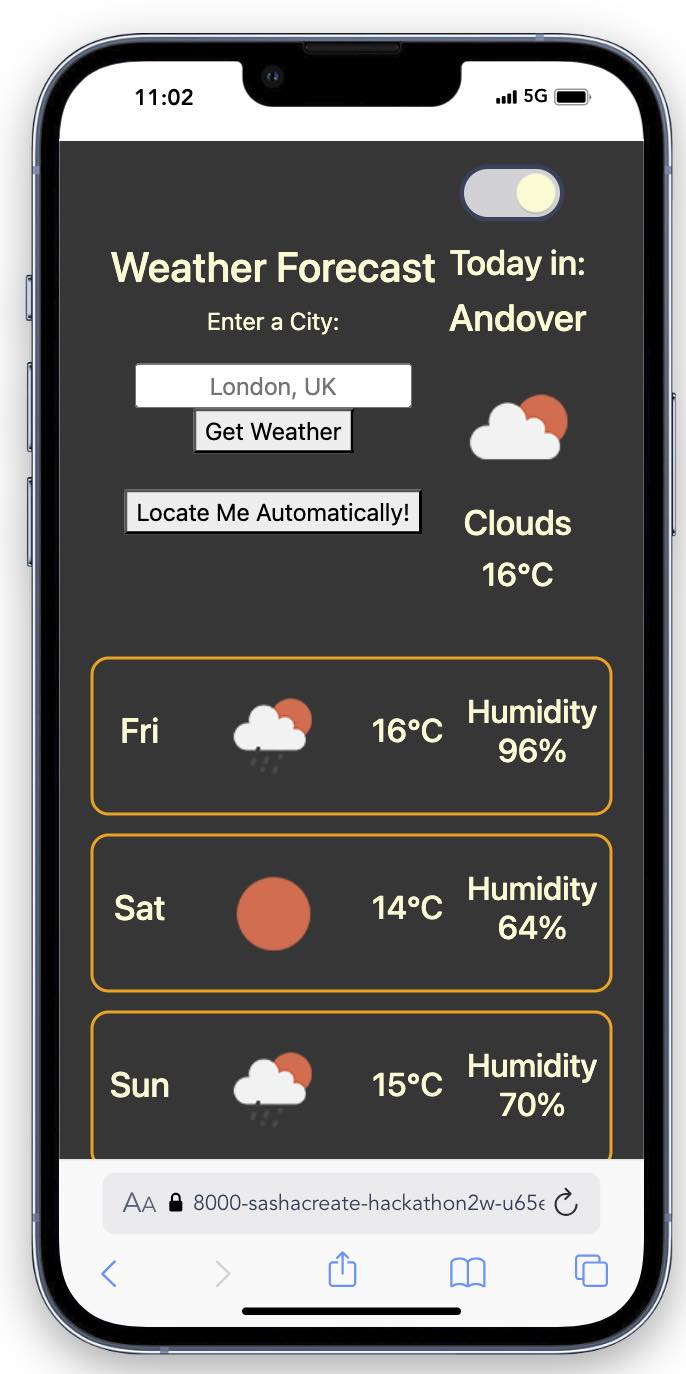 11:02
5G
Weather Forecast
Enter a City:
London, UK
Get Weather
Locate Me Automatically!
Today in:
Andover
Clouds
16°C
Fri
16°C
Humidity
96%
Sat
14°C
Humidity
64%
Sun
15°C
Humidity
70%
AA 8000-sashacreate-hackathon2w-u65e